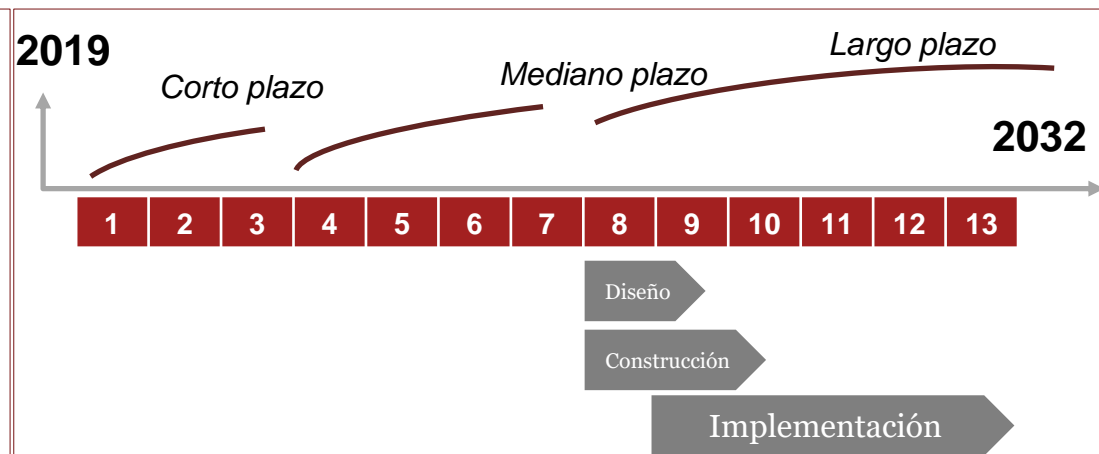 2019
Corto plazo
Mediano plazo
Largo plazo
2032
1 2 3 4 5 6 7 8 9 10 11 12 13
Diseño
Construcción
Implementación